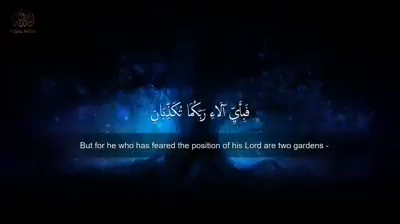 فَبِأَيِّ آلَاءِ رَبِّكُمَا تُكَذِّبَانِ
But for he who has feared the position of his Lord are two gardens -